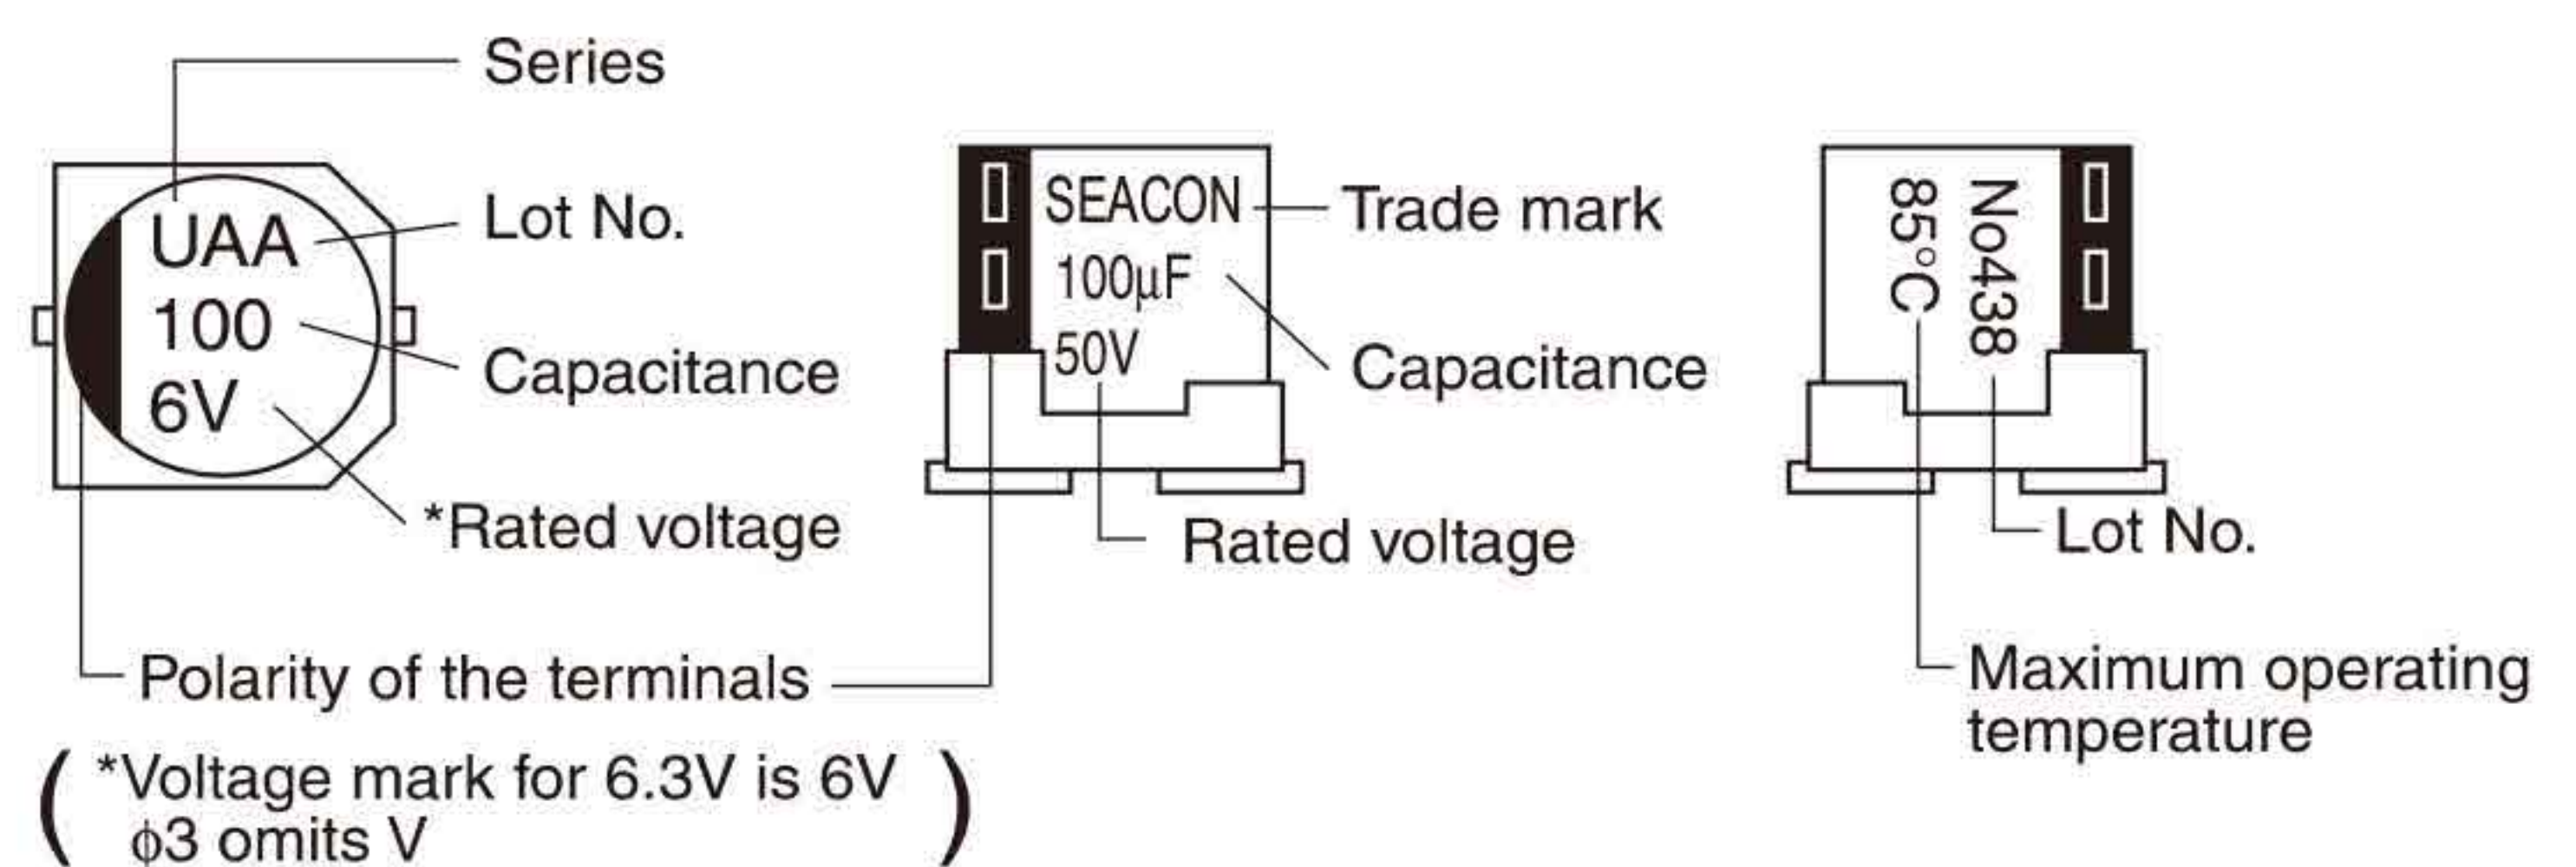 Series
UAA
Lot No.
100
Capacitance
6V
*Rated voltage
Polarity of the terminals
*Voltage mark for 6.3V is 6V
ϕ3 omits V
SEACON
Trade mark
100μF
Capacitance
50V
Rated voltage
No438
85°C
Lot No.
Maximum operating
temperature